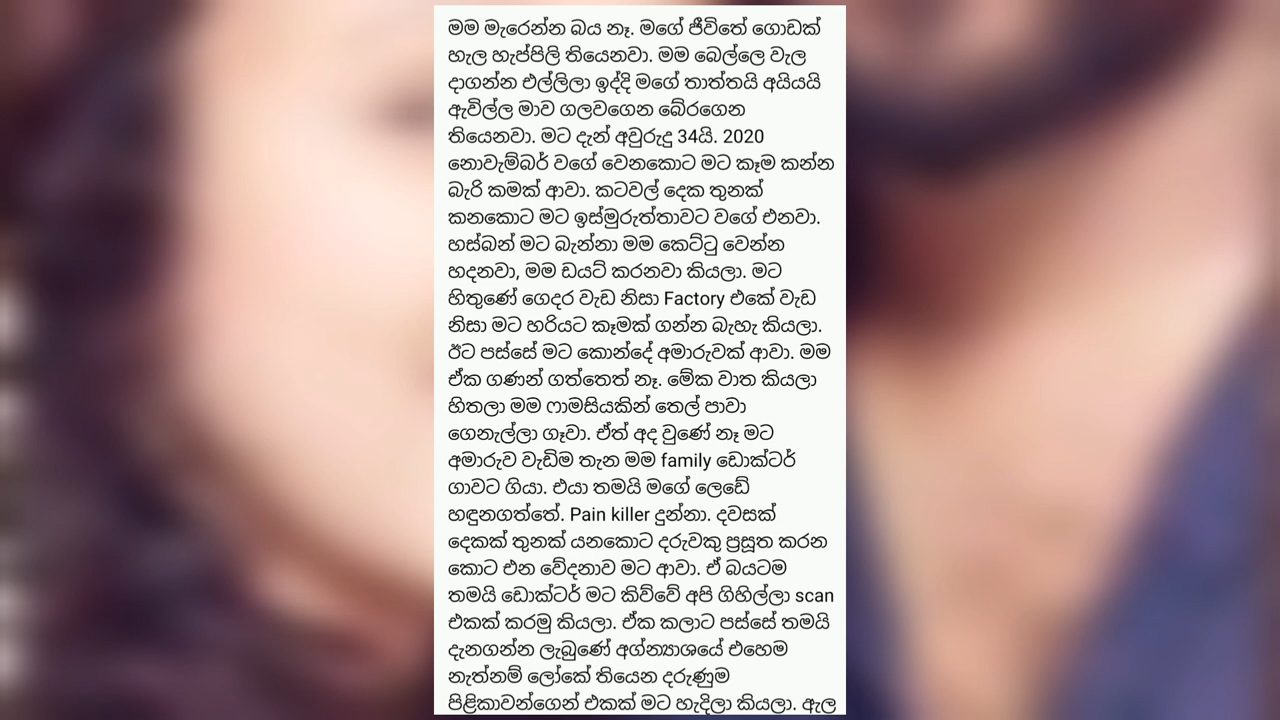 මම මැරෙන්න බය නෑ. මගේ ජීවිතේ ගොඩක්
හැල හැප්පිලි තියෙනවා. මම බෙල්ලෙ වැල
දාගන්න එල්ලිලා ඉද්දි මගේ තාත්තයි අයියයි
ඇවිල්ල මාව ගලවගෙන බේරගෙන
තියෙනවා. මට දැන් අවුරුදු 34යි. 2020
නොවැම්බර් වගේ වෙනකොට මට කෑම කන්න
බැරි කමක් ආවා. කටවල් දෙක තුනක්
කනකොට මට ඉස්මුරුත්තාවට වගේ එනවා.
හස්බන් මට බැන්නා මම කෙට්ටු වෙන්න
හදනවා, මම ඩයට් කරනවා කියලා. මට
හිතුණේ ගෙදර වැඩ නිසා Factory එකේ වැඩ
නිසා මට හරියට කෑමක් ගන්න බැහැ කියලා.
ඊට පස්සේ මට කොන්දේ අමාරුවක් ආවා. මම
ඒක ගණන් ගත්තෙත් නෑ. මේක වාත කියලා
හිතලා මම ෆාමසියකින් තෙල් පාවා
ගෙනැල්ලා ගෑවා. ඒත් අද වුණේ නෑ මට
අමාරුව වැඩිම තැන මම family ඩොක්ටර්
ගාවට ගියා. එයා තමයි මගේ ලෙඩේ
හඳුනගත්තේ. Pain killer දුන්නා. දවසක්
දෙකක් තුනක් යනකොට දරුවකු ප්‍රසූත කරන
කොට එන වේදනාව මට ආවා. ඒ බයටම
තමයි ඩොක්ටර් මට කිව්වේ අපි ගිහිල්ලා scan
එකක් කරමු කියලා. ඒක කලාට පස්සේ තමයි
දැනගන්න ලැබුණේ අග්න්‍යාශයේ එහෙම
නැත්නම් ලෝකේ තියෙන දරුණුම
පිළිකාවන්ගෙන් එකක් මට හැදිලා කියලා. ඇල